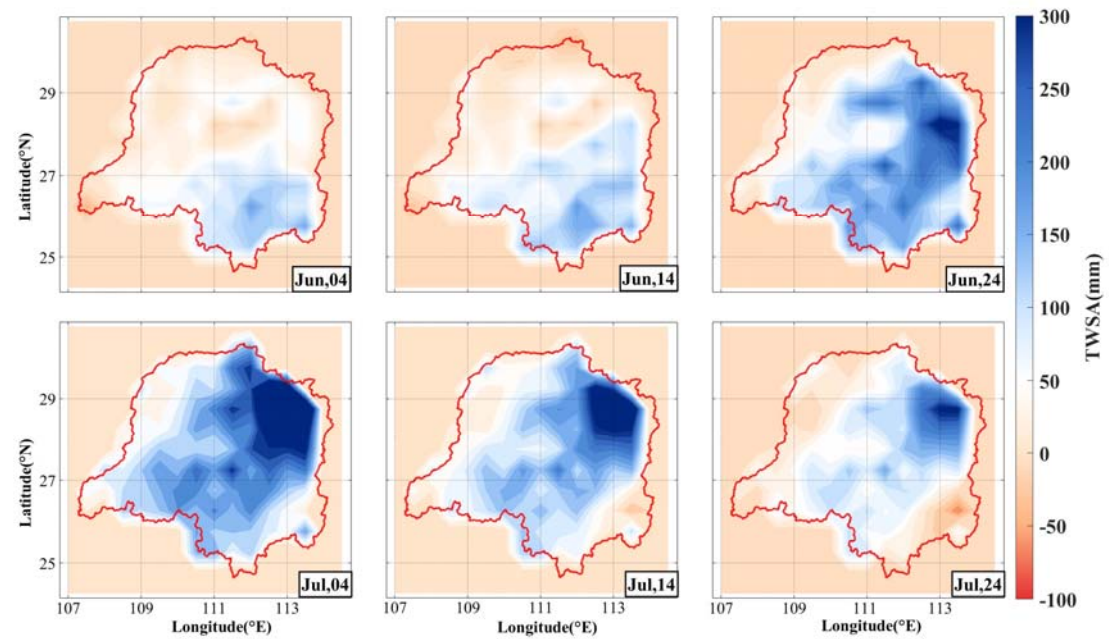 Latitude(°N)
29
27
25
Jun,04
Jun,14
Jun,24
Latitude(°N)
29
27
25
Jul,04
Jul,14
Jul,24
107 109 111 113
107 109 111 113
107 109 111 113
Longitude(°E)
Longitude(°E)
Longitude(°E)
300
250
200
150
100
50
0
-50
-100
TWSA(mm)